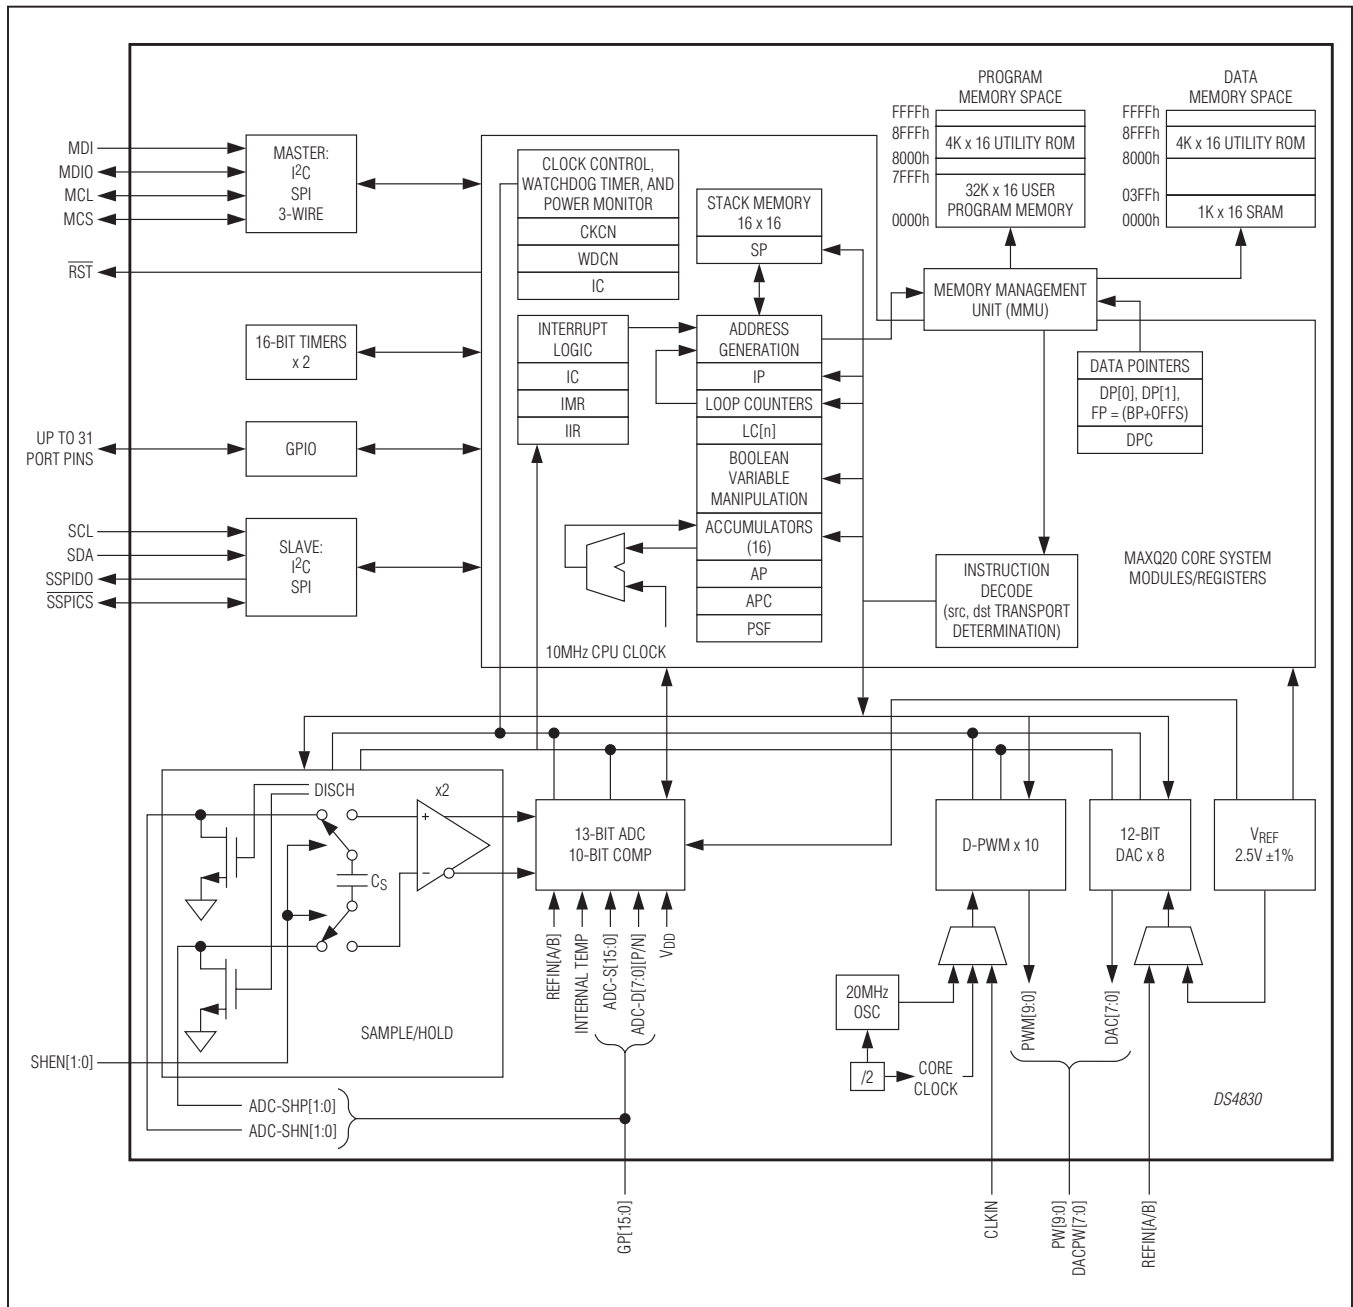 PROGRAM
MEMORY SPACE
FFFFh
8FFFh
8000h
7FFFh
0000h
4K x 16 UTILITY ROM
32K x 16 USER
PROGRAM MEMORY
DATA
MEMORY SPACE
FFFFh
8FFFh
8000h
03FFh
0000h
4K x 16 UTILITY ROM
1K x 16 SRAM
MDI
MDIO
MCL
MCS
MASTER:
I²C
SPI
3-WIRE
RST
CLOCK CONTROL,
WATCHDOG TIMER, AND
POWER MONITOR
CKCN
WDCN
IC
STACK MEMORY
16 x 16
SP
MEMORY MANAGEMENT
UNIT (MMU)
16-BIT TIMERS
x 2
INTERRUPT
LOGIC
IC
IMR
IIR
ADDRESS
GENERATION
IP
LOOP COUNTERS
LC[n]
BOOLEAN
VARIABLE
MANIPULATION
ACCUMULATORS
(16)
AP
APC
PSF
DATA POINTERS
DP[0], DP[1],
FP = (BP+OFFS)
DPC
UP TO 31
PORT PINS
GPIO
SCL
SDA
SSPIDO
SSPICS
SLAVE:
I²C
SPI
INSTRUCTION
DECODE
(src, dst TRANSPORT
DETERMINATION)
MAXQ20 CORE SYSTEM
MODULES/REGISTERS
10MHz CPU CLOCK
DISCH
x2
+
−
CS
SAMPLE/HOLD
13-BIT ADC
10-BIT COMP
D-PWM x 10
12-BIT
DAC x 8
VREF
2.5V ±1%
REFIN[A/B]
INTERNAL TEMP
ADC-S[15:0]
ADC-D[7:0][P/N]
VDD
20MHz
OSC
/2
CORE
CLOCK
PWM[9:0]
DAC[7:0]
SHEN[1:0]
ADC-SHP[1:0]
ADC-SHN[1:0]
DS4830
GP[15:0]
CLKIN
PW[9:0]
DACPW[7:0]
REFIN[A/B]